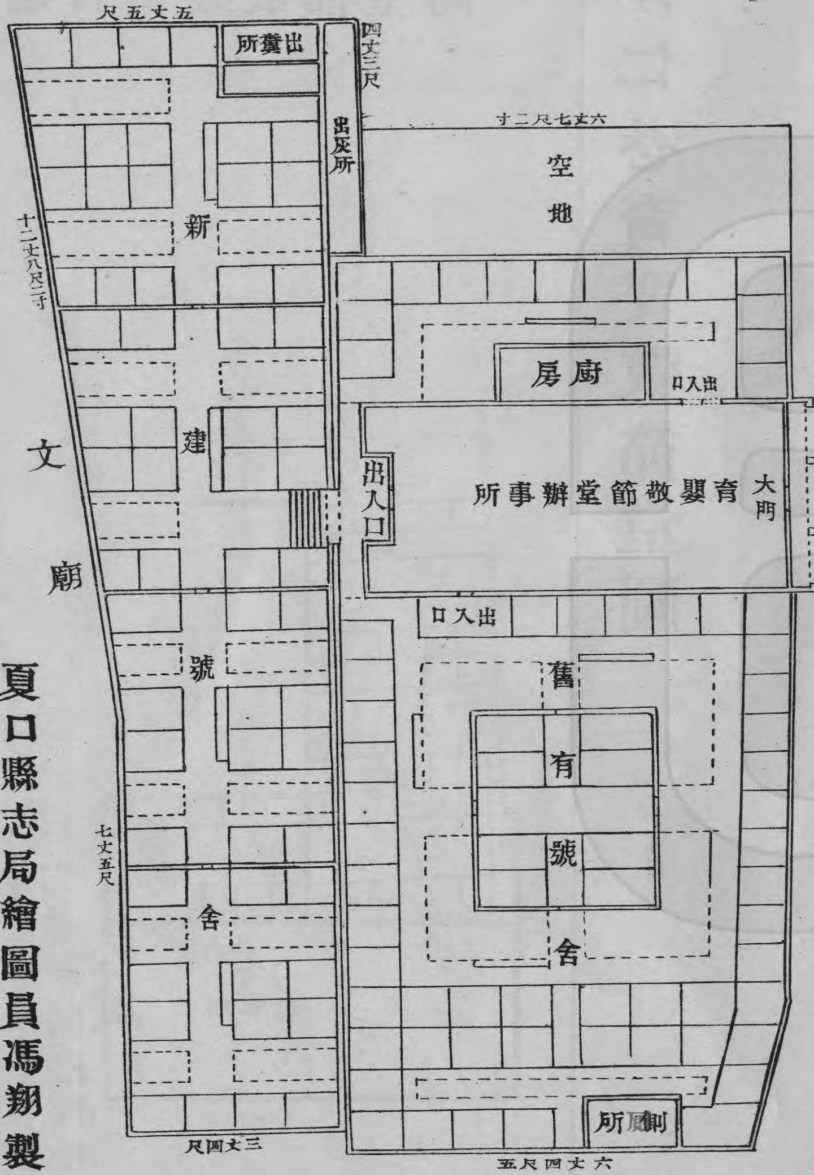 五丈五尺
出糞所
四丈三尺
出灰所
六丈七尺二寸
空地
十二丈八尺二寸
新建號舍
廚房
出入口
出入口
育嬰敬節堂辦事所
大門
文廟
出入口
舊有號舍
七丈五尺
三丈四尺
廁所
六丈四尺五
夏口縣志局繪圖員馮翔製